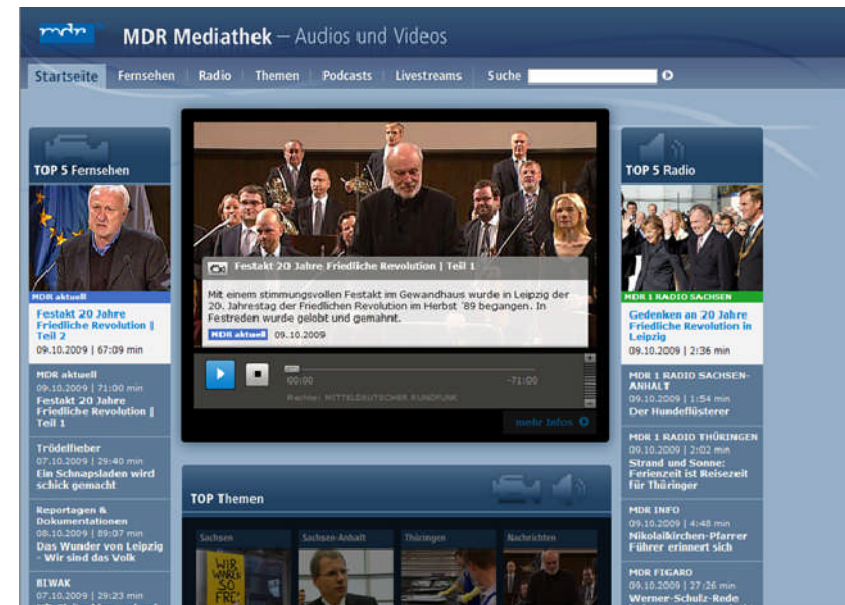 mdr
MDR Mediathek – Audios und Videos
Startseite
Fernsehen
Radio
Themen
Podcasts
Livestreams
Suche
TOP 5 Fernsehen
MDR aktuell
Festakt 20 Jahre
Friedliche Revolution |
Teil 2
09.10.2009 | 67:09 min
MDR aktuell
09.10.2009 | 71:00 min
Festakt 20 Jahre
Friedliche Revolution |
Teil 1
Trödelfieber
07.10.2009 | 29:40 min
Ein Schnapsladen wird
schick gemacht
Reportagen &
Dokumentationen
08.10.2009 | 89:07 min
Das Wunder von Leipzig
- Wir sind das Volk
BIWAK
07.10.2009 | 29:23 min
Festakt 20 Jahre Friedliche Revolution | Teil 1
Mit einem stimmungsvollen Festakt im Gewandhaus wurde in Leipzig der
20. Jahrestag der Friedlichen Revolution im Herbst ´89 begangen. In
Festreden wurde gelobt und gemahnt.
MDR aktuell 09.10.2009
00:00
-71:00
Rechte: MITTELDEUTSCHER RUNDFUNK
mehr Infos
TOP Themen
Sachsen
Sachsen-Anhalt
Thüringen
Nachrichten
WIR
WAREN
SO
FREI
TOP 5 Radio
MDR 1 RADIO SACHSEN
Gedenken an 20 Jahre
Friedliche Revolution in
Leipzig
09.10.2009 | 2:36 min
MDR 1 RADIO SACHSEN-
ANHALT
09.10.2009 | 1:54 min
Der Hundeflüsterer
MDR 1 RADIO THÜRINGEN
09.10.2009 | 2:02 min
Strand und Sonne:
Ferienzeit ist Reisezeit
für Thüringer
MDR INFO
09.10.2009 | 4:48 min
Nikolaikirchen-Pfarrer
Führer erinnert sich
MDR FIGARO
09.10.2009 | 27:26 min
Werner-Schulz-Rede